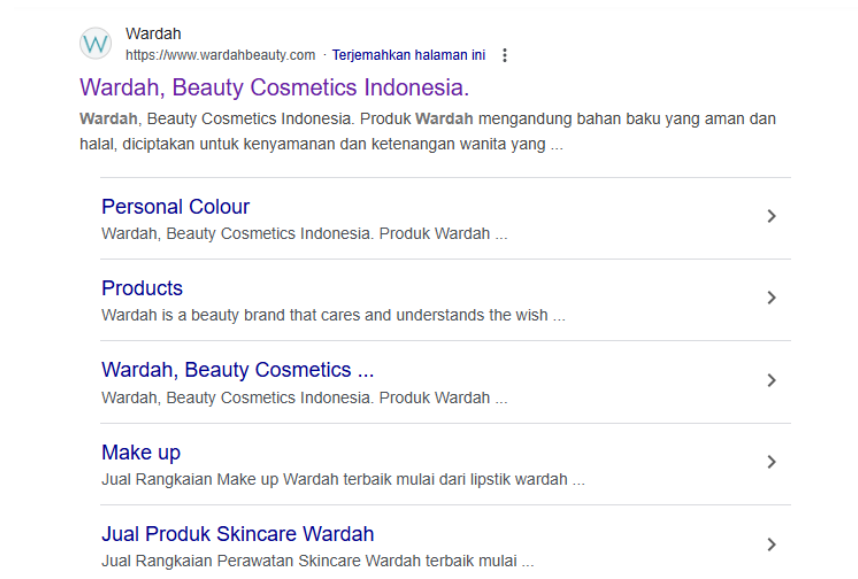 Wardah
https://www.wardahbeauty.com · Terjemahkan halaman ini
Wardah, Beauty Cosmetics Indonesia.
Wardah, Beauty Cosmetics Indonesia. Produk Wardah mengandung bahan baku yang aman dan
halal, diciptakan untuk kenyamanan dan ketenangan wanita yang ...
Personal Colour
Wardah, Beauty Cosmetics Indonesia. Produk Wardah ...
Products
Wardah is a beauty brand that cares and understands the wish ...
Wardah, Beauty Cosmetics ...
Wardah, Beauty Cosmetics Indonesia. Produk Wardah ...
Make up
Jual Rangkaian Make up Wardah terbaik mulai dari lipstik wardah ...
Jual Produk Skincare Wardah
Jual Rangkaian Perawatan Skincare Wardah terbaik mulai ...